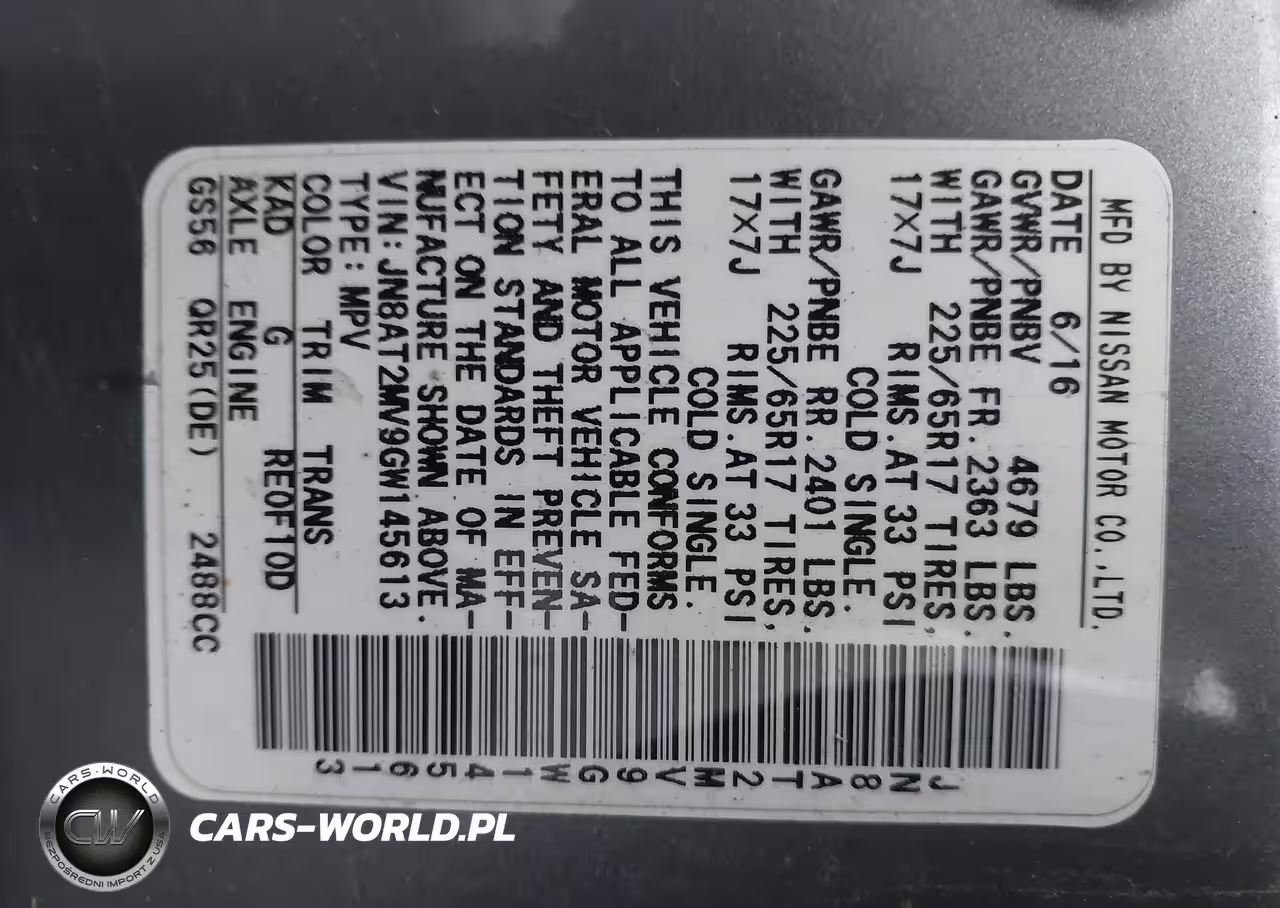 MFD BY NISSAN MOTOR CO.,LTD.
DATE 6/16
GVWR/PNBV 4679 LBS.
GAWR/PNBE FR. 2363 LBS.
WITH 225/65R17 TIRES,
17×7J RIMS.AT 33 PSI
COLD SINGLE.
GAWR/PNBE RR. 2401 LBS.
WITH 225/65R17 TIRES,
17×7J RIMS.AT 33 PSI
COLD SINGLE.
THIS VEHICLE CONFORMS
TO ALL APPLICABLE FED-
ERAL MOTOR VEHICLE SA-
FETY AND THEFT PREVEN-
TION STANDARDS IN EFF-
ECT ON THE DATE OF MA-
NUFACTURE SHOWN ABOVE.
VIN: JN8AT2MV9GW145613
TYPE: MPV
COLOR TRIM TRANS
KAD G RE0F10D
AXLE ENGINE
GS56 QR25(DE) 2488CC
JN8AT2MV9GW145613
CARS-WORLD
CW
BEZPOŚREDNI IMPORT Z USA
CARS-WORLD.PL